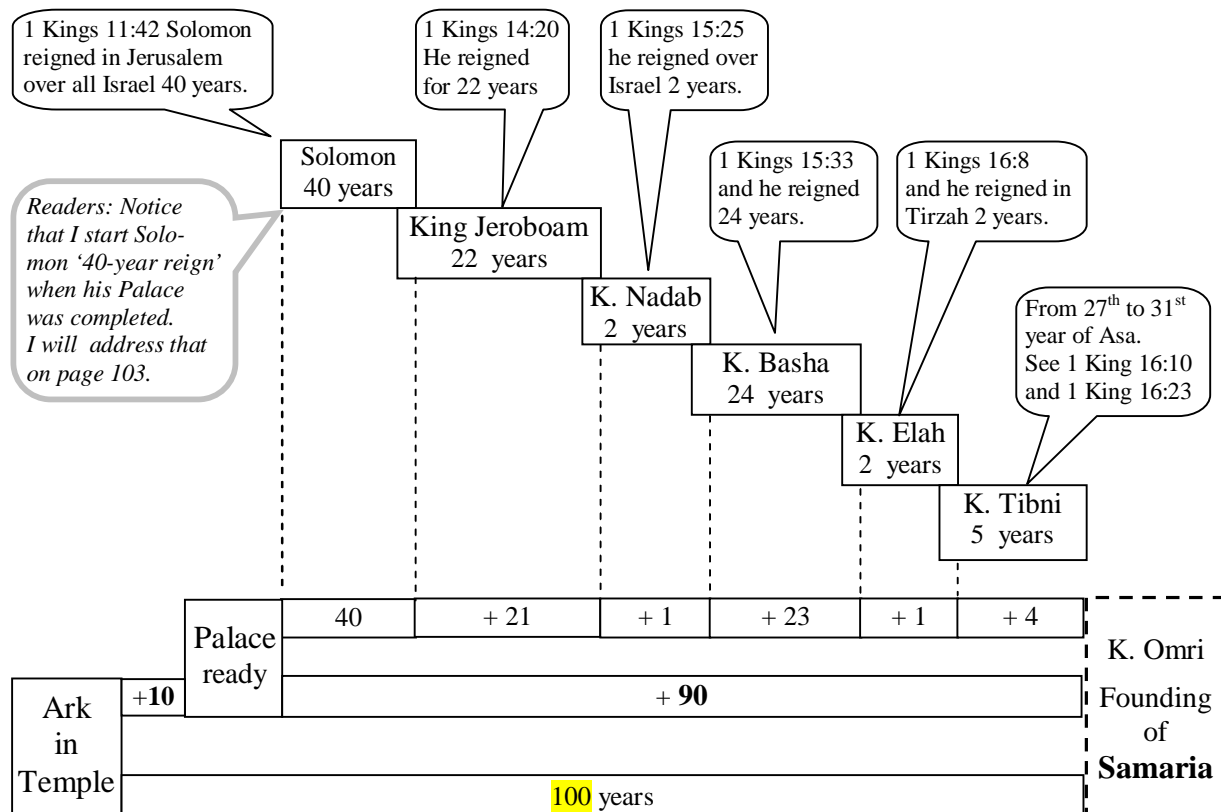 1 Kings 11:42 Solomon
reigned in Jerusalem
over all Israel 40 years.
1 Kings 14:20
He reigned
for 22 years
1 Kings 15:25
he reigned over
Israel 2 years.
Solomon
40 years
1 Kings 15:33
and he reigned
24 years.
1 Kings 16:8
and he reigned in
Tirzah 2 years.
Readers: Notice
that I start Solo-
mon ‘40-year reign’
when his Palace
was completed.
I will address that
on page 103.
King Jeroboam
22 years
K. Nadab
2 years
From 27th to 31st
year of Asa.
See 1 King 16:10
and 1 King 16:23
K. Basha
24 years
K. Elah
2 years
K. Tibni
5 years
Palace
ready
40
+ 21
+ 1
+ 23
+ 1
+ 4
K. Omri
Founding
of
Samaria
Ark
in
Temple
+10
+ 90
100 years